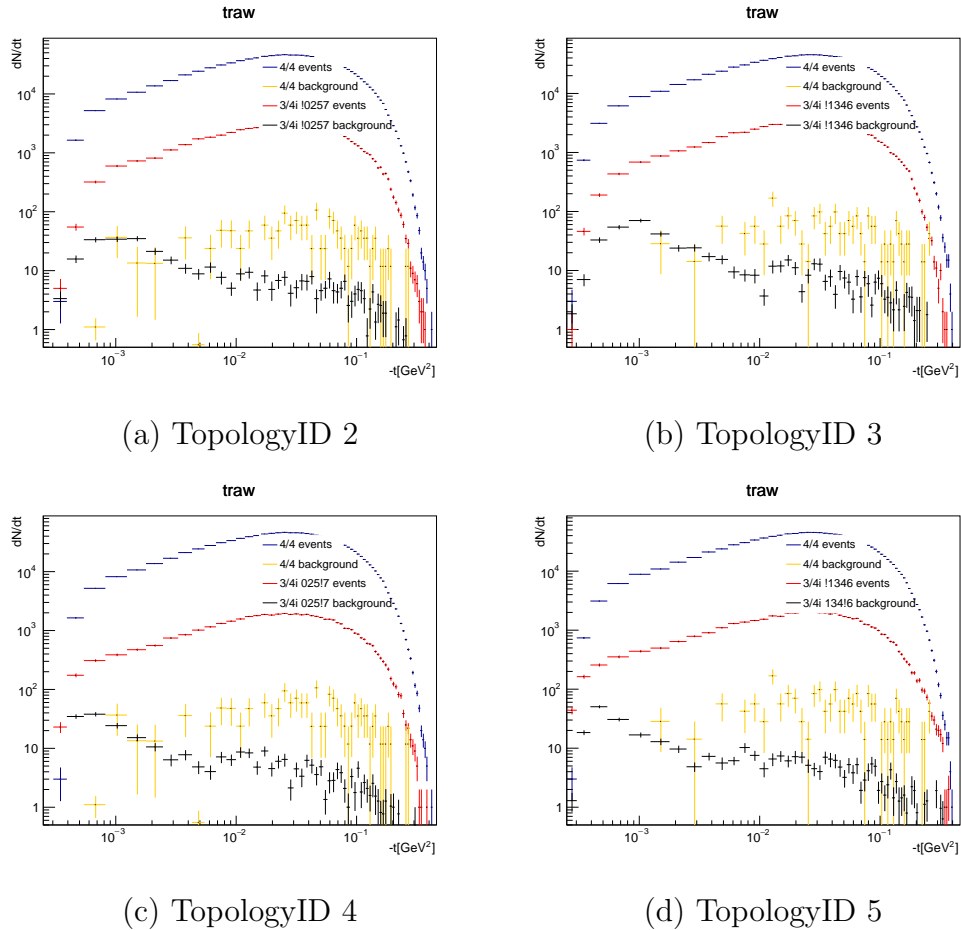 traw
dN/dt
10⁴
10³
10²
10
1
4/4 events
4/4 background
3/4i !0257 events
3/4i !0257 background
10⁻³ 10⁻² 10⁻¹
-t[GeV²]
(a) TopologyID 2
traw
dN/dt
10⁴
10³
10²
10
1
4/4 events
4/4 background
3/4i !1346 events
3/4i !1346 background
10⁻³ 10⁻² 10⁻¹
-t[GeV²]
(b) TopologyID 3
traw
dN/dt
10⁴
10³
10²
10
1
4/4 events
4/4 background
3/4i 025!7 events
3/4i 025!7 background
10⁻³ 10⁻² 10⁻¹
-t[GeV²]
(c) TopologyID 4
traw
dN/dt
10⁴
10³
10²
10
1
4/4 events
4/4 background
3/4i !1346 events
3/4i 134!6 background
10⁻³ 10⁻² 10⁻¹
-t[GeV²]
(d) TopologyID 5